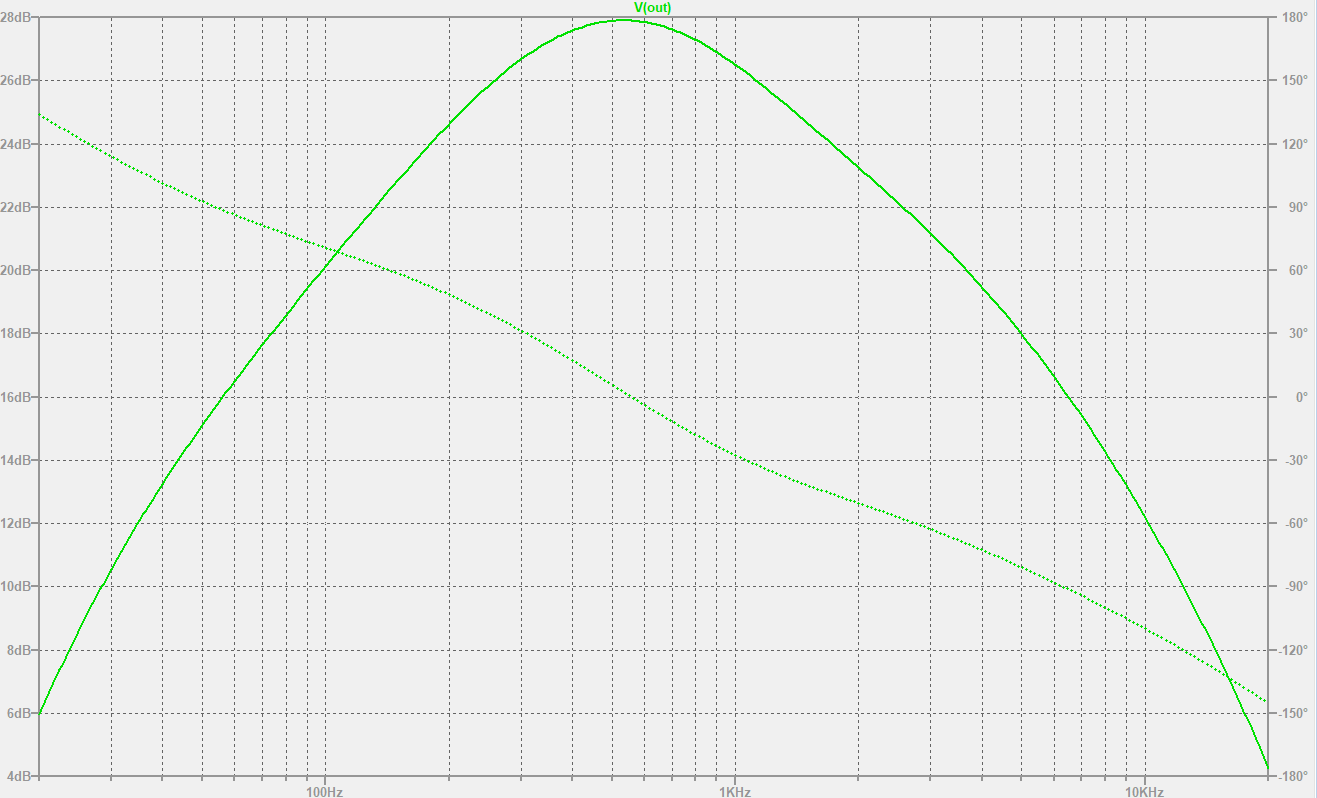 V(out)
28dB 180°
26dB 150°
24dB 120°
22dB 90°
20dB 60°
18dB 30°
16dB 0°
14dB -30°
12dB -60°
10dB -90°
8dB -120°
6dB -150°
4dB -180°
100Hz 1KHz 10KHz